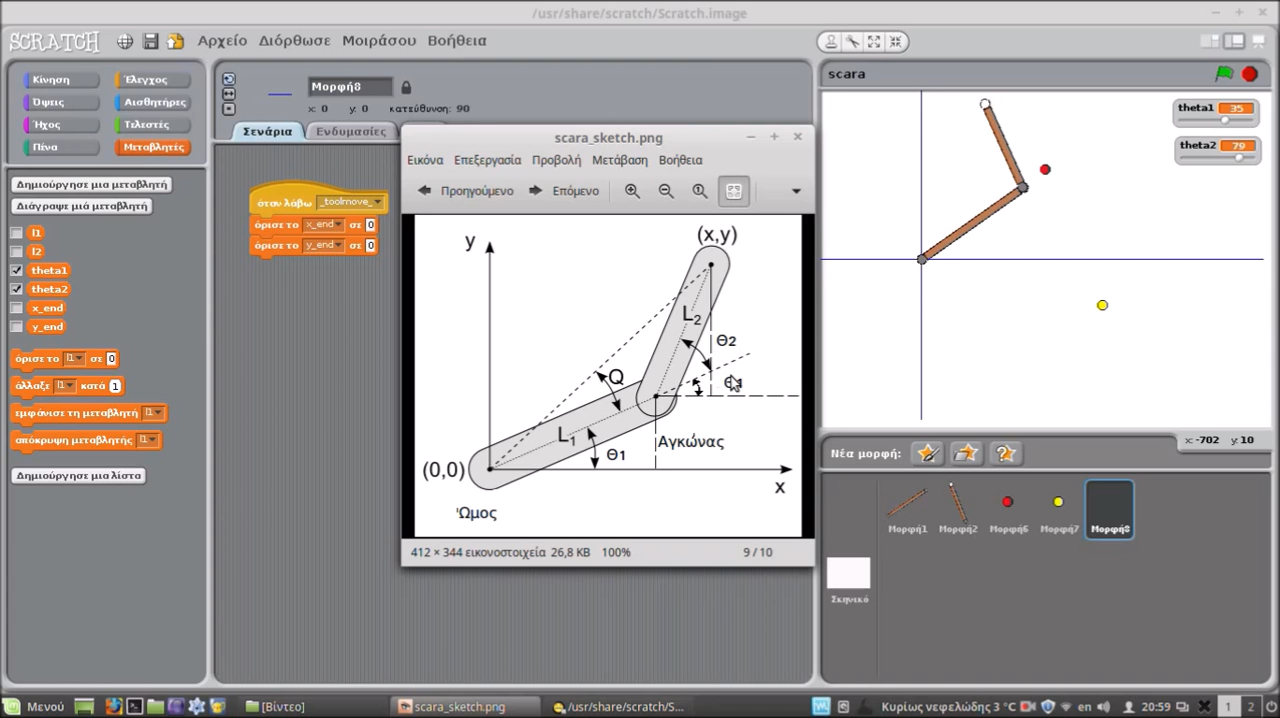 /usr/share/scratch/Scratch.image
SCRATCH Αρχείο Διόρθωσε Μοιράσου Βοήθεια
Κίνηση Έλεγχος
Όψεις Αισθητήρες
Ήχος Τελεστές
Πίνα Μεταβλητές
Δημιούργησε μια μεταβλητή
Διάγραψε μιά μεταβλητή
l1
l2
theta1
theta2
x_end
y_end
όρισε το l1 σε 0
άλλαξε l1 κατά 1
εμφάνισε τη μεταβλητή l1
απόκρυψη μεταβλητής l1
Δημιούργησε μια λίστα
Μορφή8
x: 0 y: 0 κατεύθυνση: 90
Σενάρια Ενδυμασίες
όταν λάβω _toolmove_
όρισε το x_end σε 0
όρισε το y_end σε 0
scara_sketch.png
Εικόνα Επεξεργασία Προβολή Μετάβαση Βοήθεια
Προηγούμενο Επόμενο
y
(x,y)
L2
Θ2
Q
L1
Θ1
Αγκώνας
(0,0)
x
Ώμος
412 × 344 εικονοστοιχεία 26,8 KB 100% 9 / 10
scara
theta1 35
theta2 79
x: -702 y: 10
Νέα μορφή:
Μορφή1 Μορφή2 Μορφή6 Μορφή7 Μορφή8
Σκηνικό
Μενού [Βίντεο] scara_sketch.png /usr/share/scratch/S... Κυρίως νεφελώδης 3 °C en 20:59 1 2